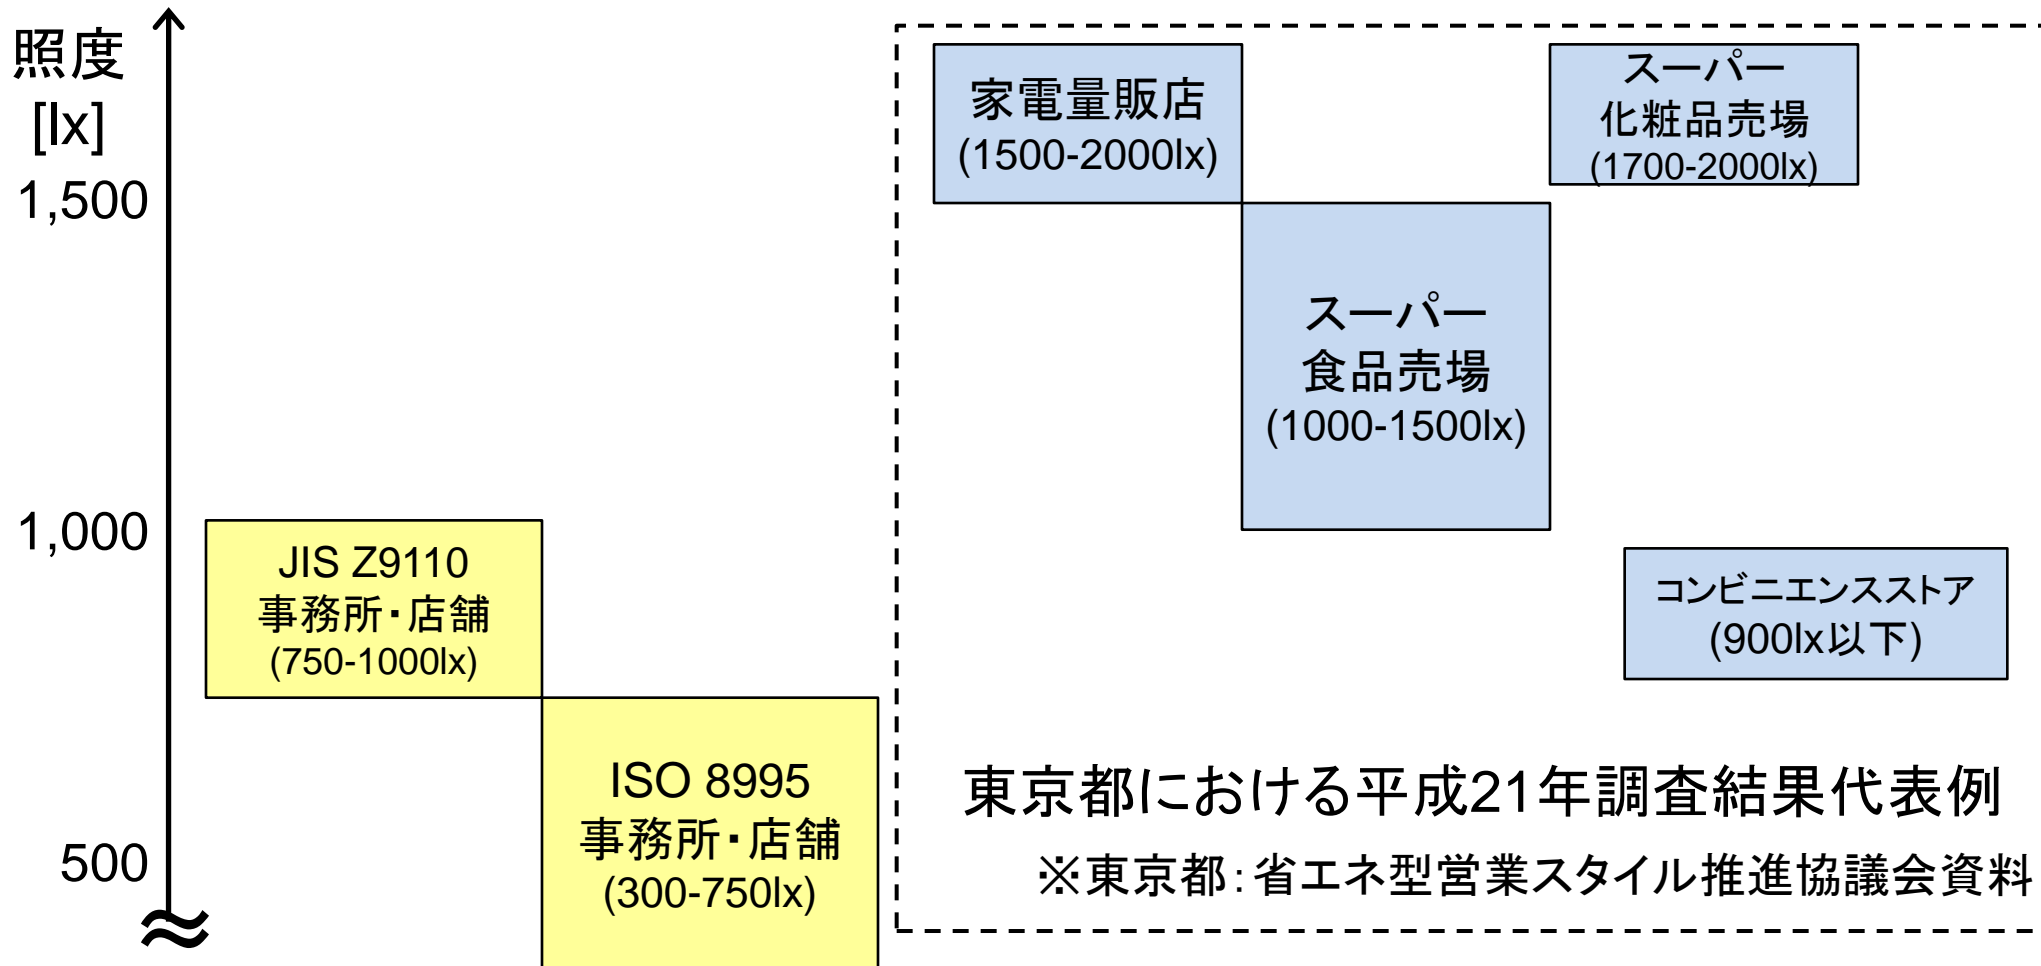 照度
[lx]
1,500
1,000
500
JIS Z9110
事務所・店舗
(750-1000lx)
ISO 8995
事務所・店舗
(300-750lx)
家電量販店
(1500-2000lx)
スーパー
食品売場
(1000-1500lx)
スーパー
化粧品売場
(1700-2000lx)
コンビニエンスストア
(900lx以下)
東京都における平成21年調査結果代表例
※東京都：省エネ型営業スタイル推進協議会資料